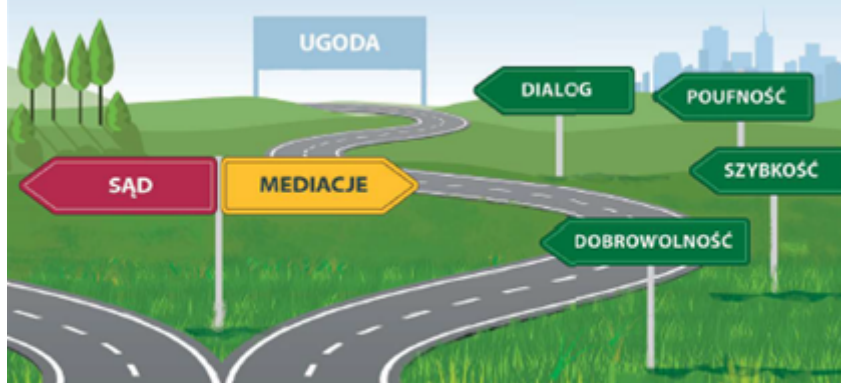 UGODA
DIALOG
POUFNOŚĆ
SĄD
MEDIACJE
SZYBKOŚĆ
DOBROWOLNOŚĆ